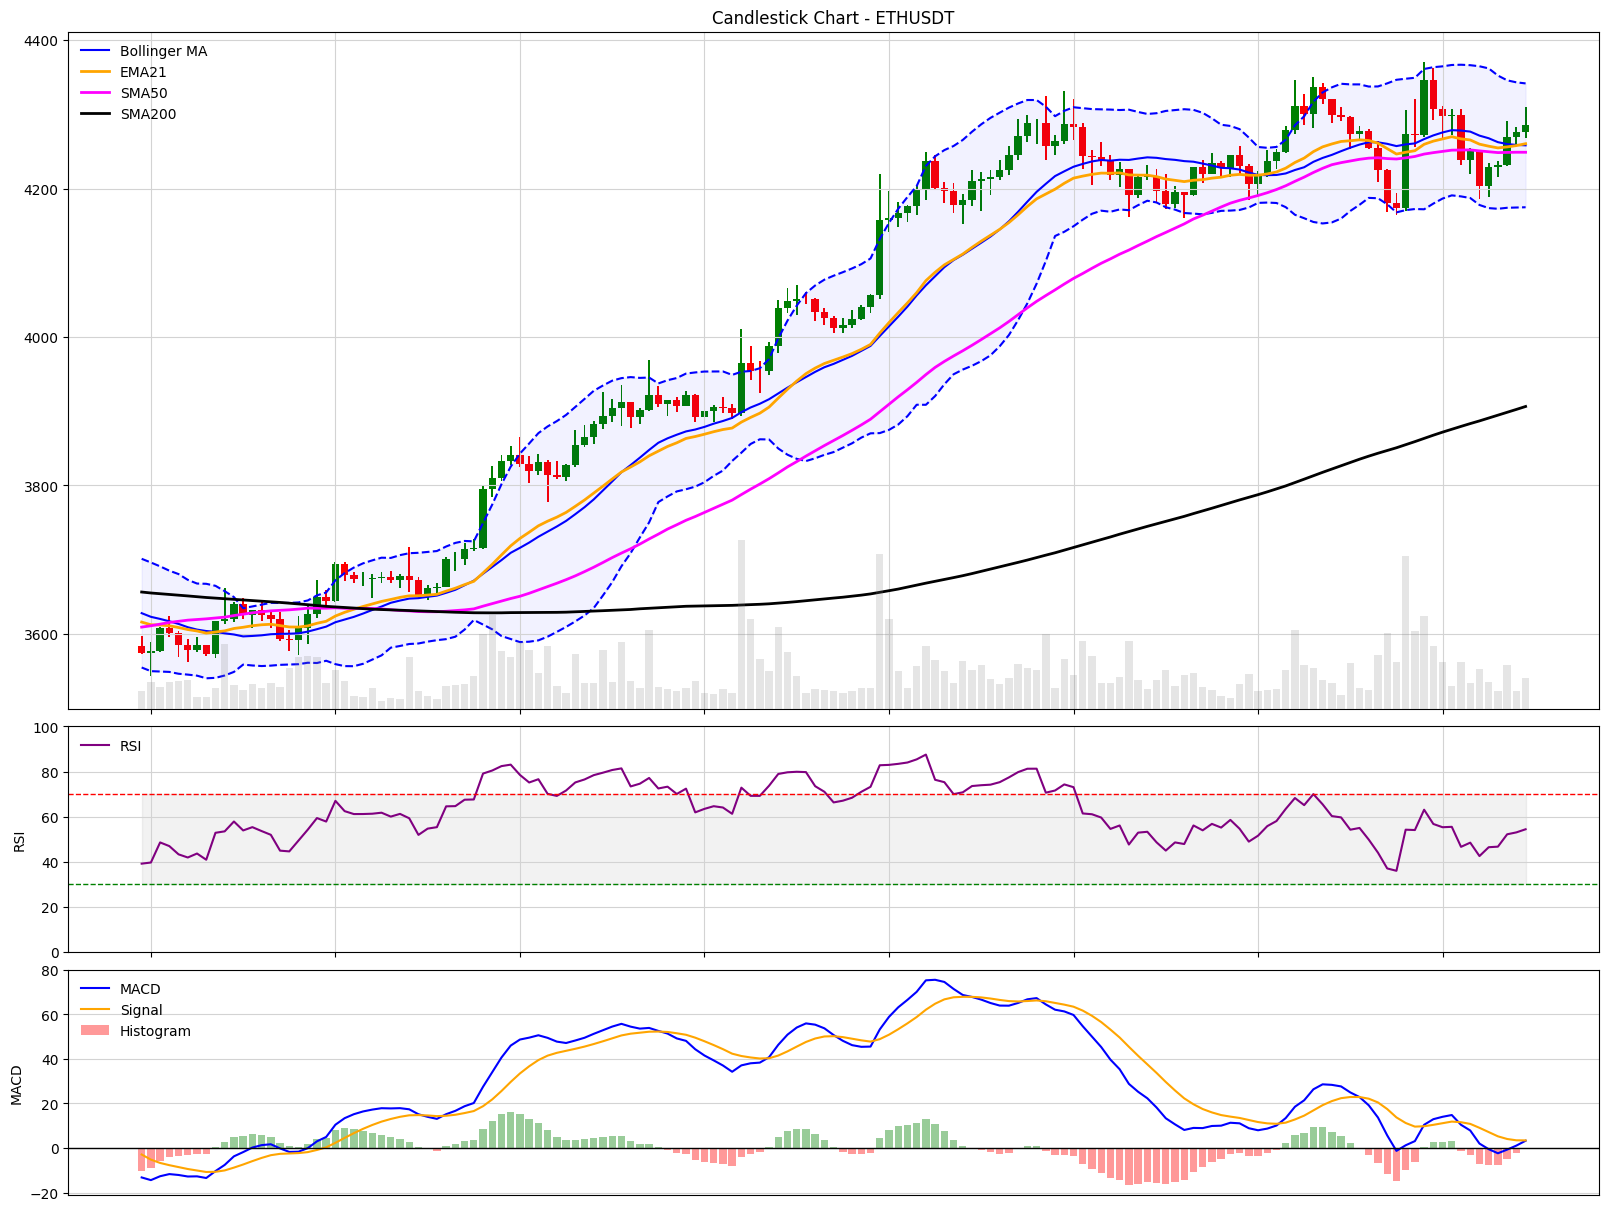 Candlestick Chart - ETHUSDT
4400
Bollinger MA
EMA21
SMA50
SMA200
4200
4000
3800
3600
100
RSI
80
60
RSI
40
20
0
80
MACD
Signal
60
Histogram
40
MACD
20
0
−20